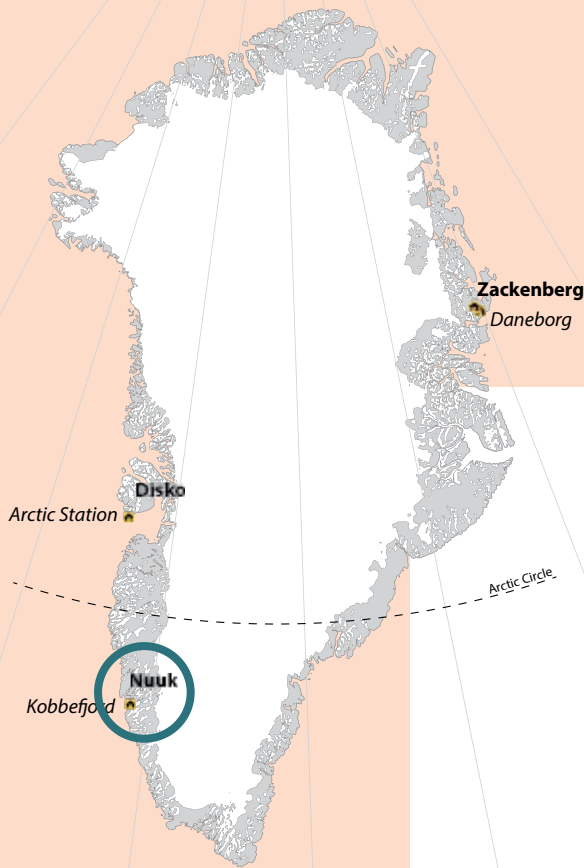 Zackenberg
Daneborg
Disko
Arctic Station
Arctic Circle
Nuuk
Kobbefjord